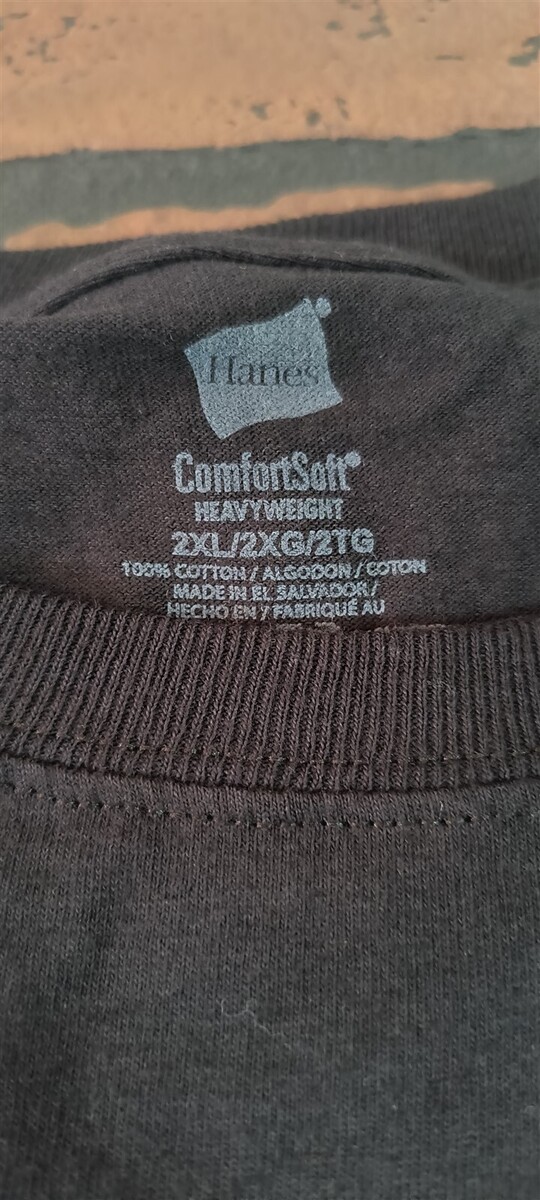 Hanes
ComfortSoft
HEAVYWEIGHT
2XL/2XG/2TG
100% COTTON / ALGODON / COTON
MADE IN EL SALVADOR/
HECHO EN / FABRIQUÉ AU